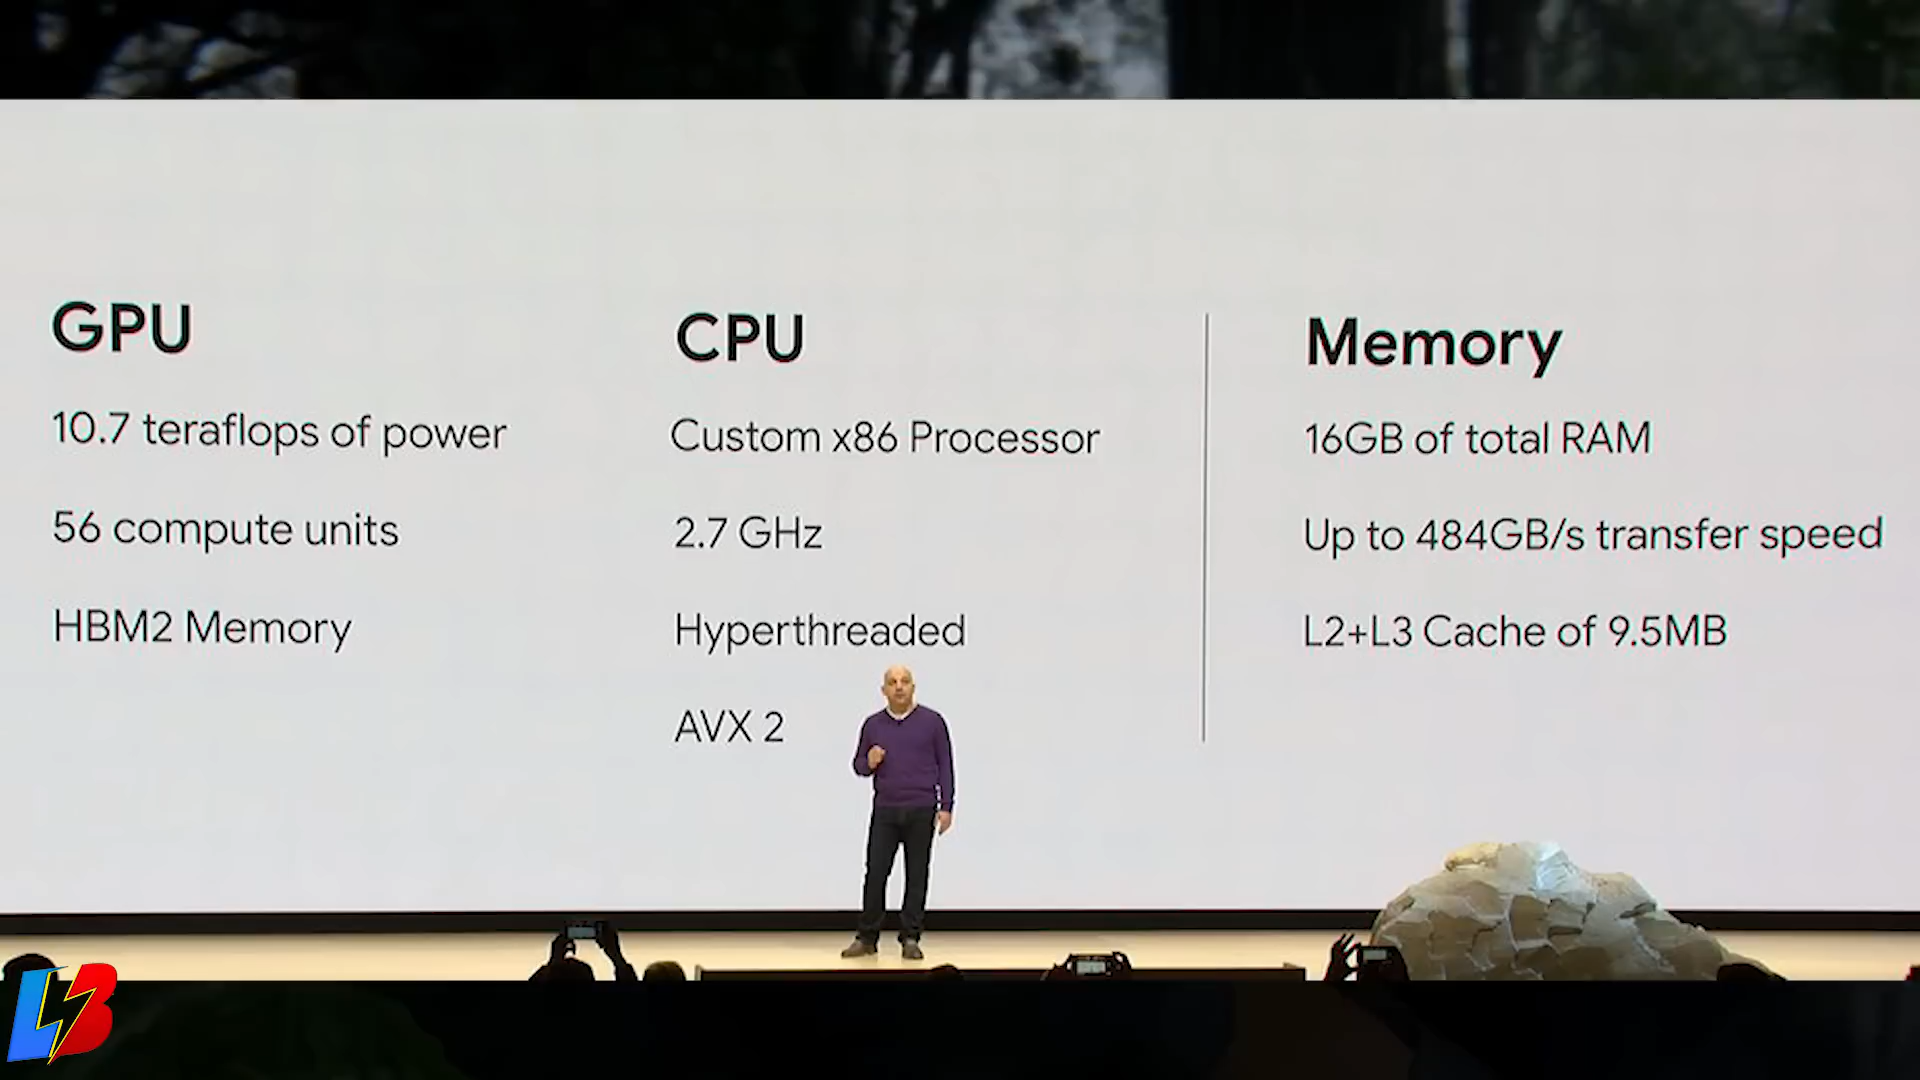 GPU
10.7 teraflops of power
56 compute units
HBM2 Memory
CPU
Custom x86 Processor
2.7 GHz
Hyperthreaded
AVX 2
Memory
16GB of total RAM
Up to 484GB/s transfer speed
L2+L3 Cache of 9.5MB
LB